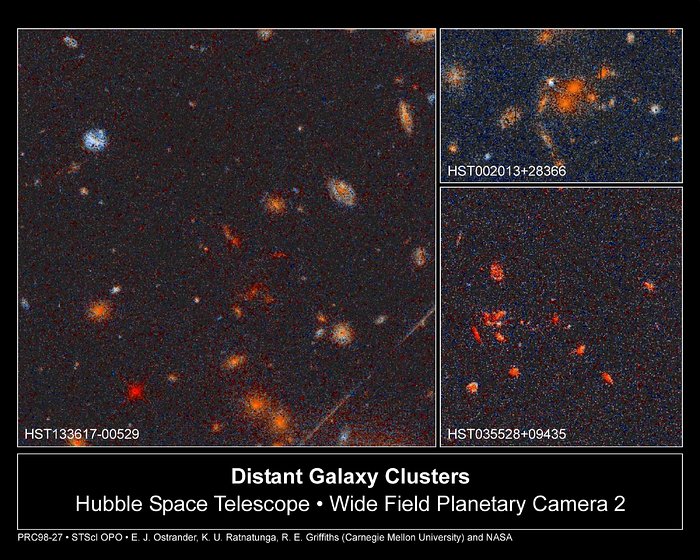 HST133617-00529
HST002013+28366
HST035528+09435
Distant Galaxy Clusters
Hubble Space Telescope • Wide Field Planetary Camera 2
PRC98-27 • STScI OPO • E. J. Ostrander, K. U. Ratnatunga, R. E. Griffiths (Carnegie Mellon University) and NASA